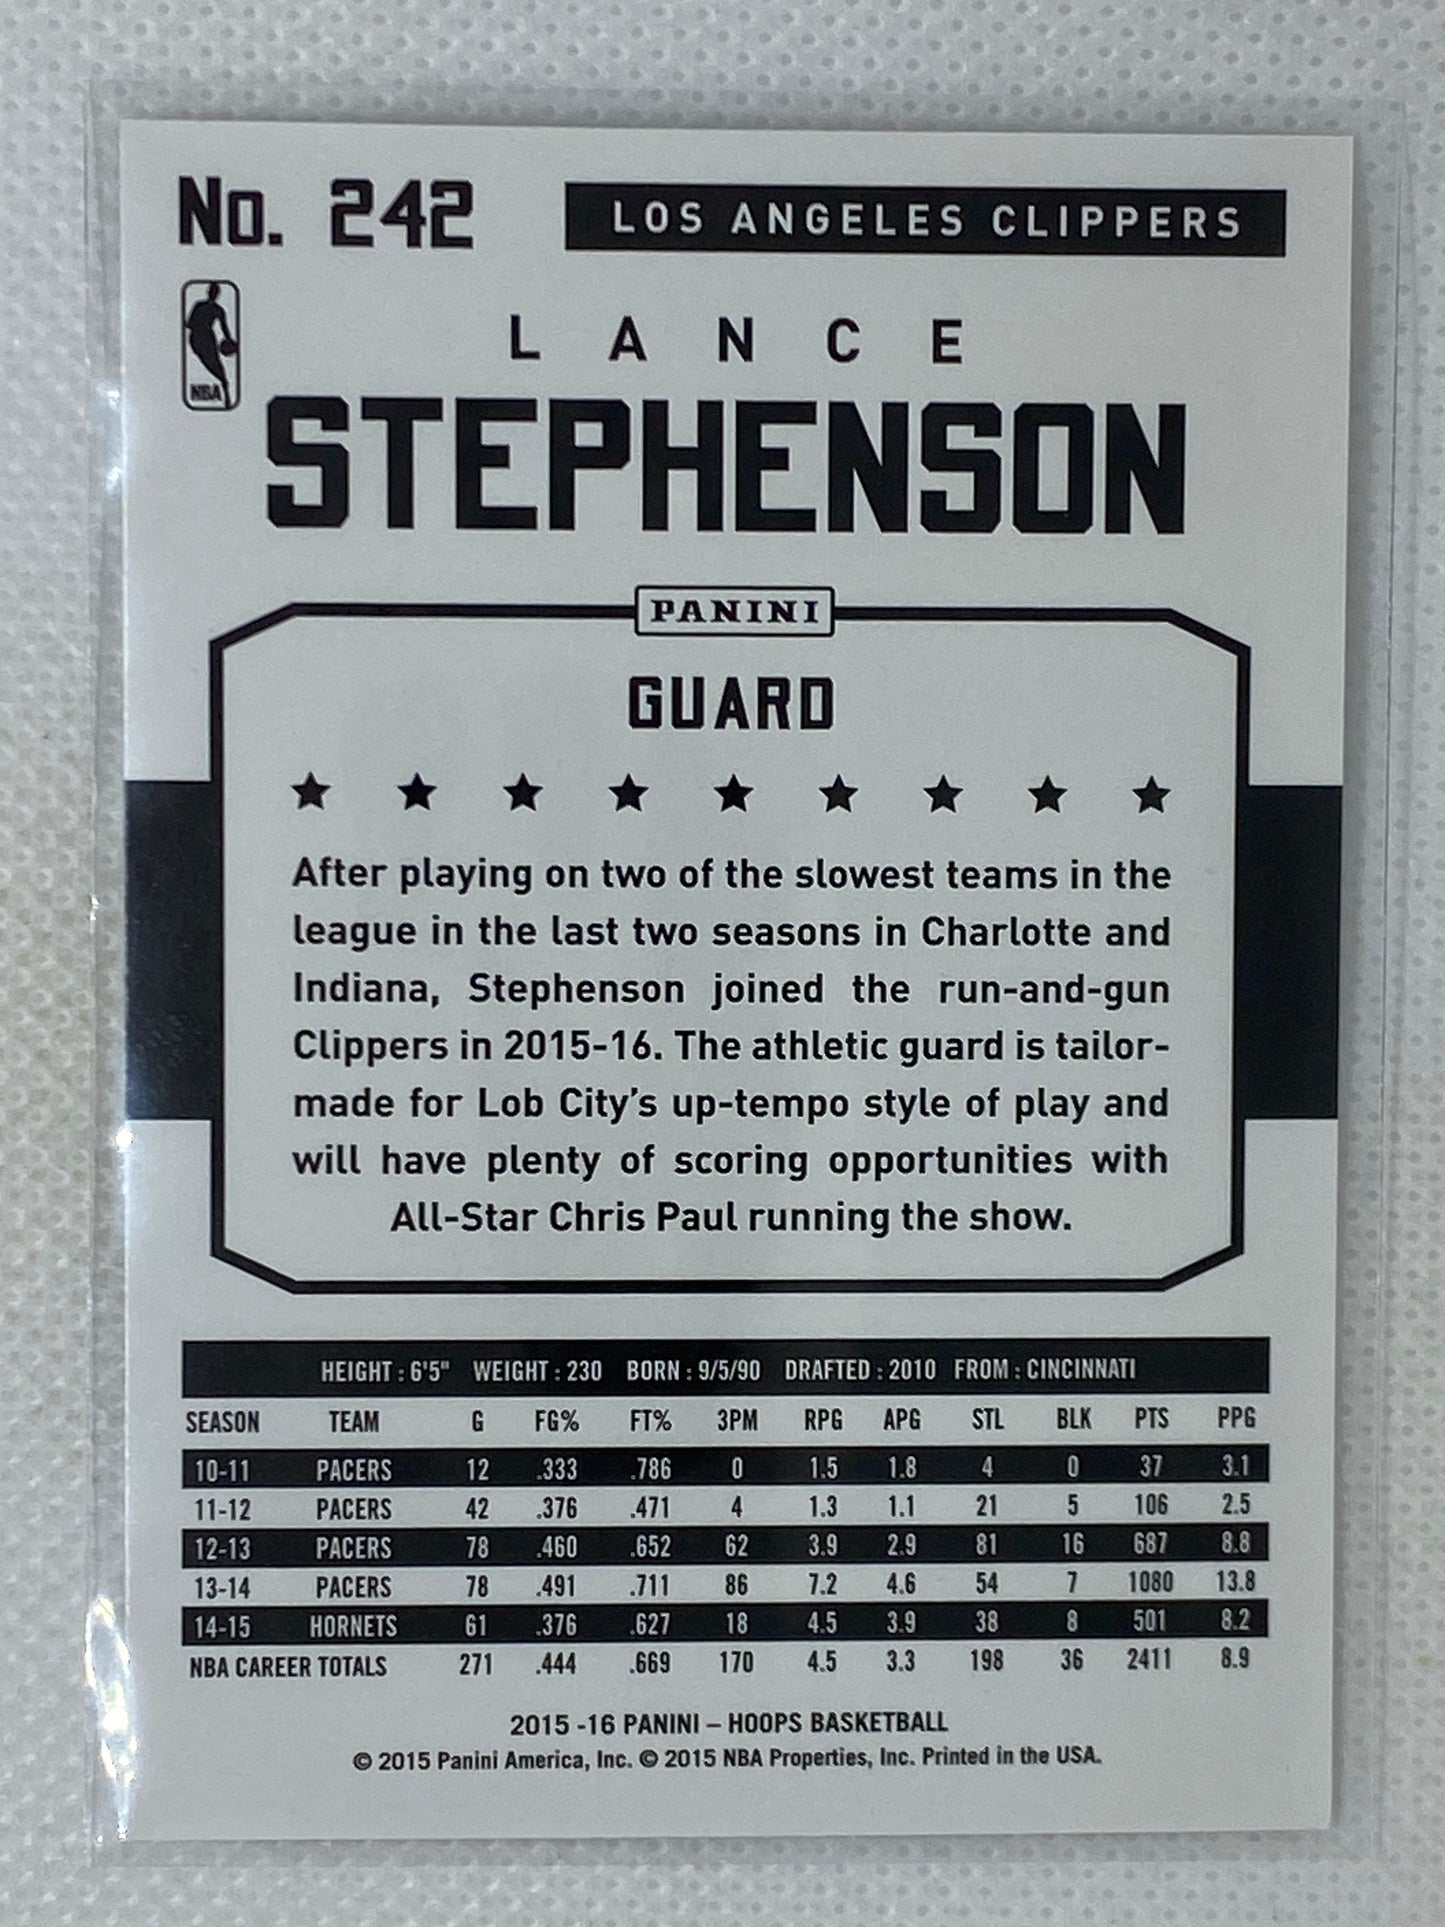 No. 242
LOS ANGELES CLIPPERS
NBA
LANCE
STEPHENSON
PANINI
GUARD
After playing on two of the slowest teams in the
league in the last two seasons in Charlotte and
Indiana, Stephenson joined the run-and-gun
Clippers in 2015-16. The athletic guard is tailor-
made for Lob City's up-tempo style of play and
will have plenty of scoring opportunities with
All-Star Chris Paul running the show.
HEIGHT : 6'5" WEIGHT : 230 BORN : 9/5/90 DRAFTED : 2010 FROM : CINCINNATI
SEASON TEAM G FG% FT% 3PM RPG APG STL BLK PTS PPG
10-11 PACERS 12 .333 .786 0 1.5 1.8 4 0 37 3.1
11-12 PACERS 42 .376 .471 4 1.3 1.1 21 5 106 2.5
12-13 PACERS 78 .460 .652 62 3.9 2.9 81 16 687 8.8
13-14 PACERS 78 .491 .711 86 7.2 4.6 54 7 1080 13.8
14-15 HORNETS 61 .376 .627 18 4.5 3.9 38 8 501 8.2
NBA CAREER TOTALS 271 .444 .669 170 4.5 3.3 198 36 2411 8.9
2015 -16 PANINI – HOOPS BASKETBALL
© 2015 Panini America, Inc. © 2015 NBA Properties, Inc. Printed in the USA.